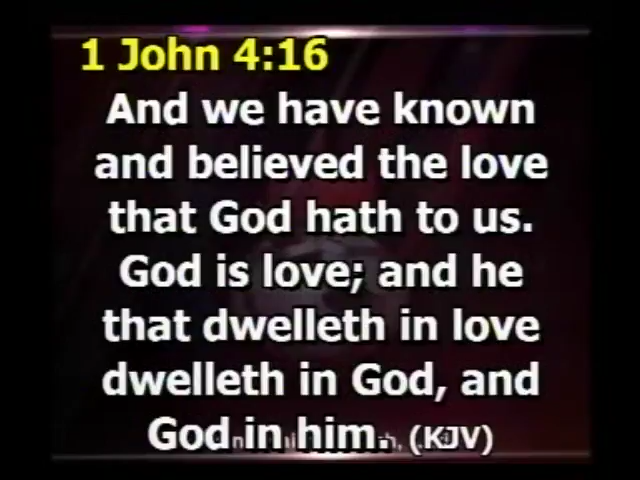 1 John 4:16
And we have known
and believed the love
that God hath to us.
God is love; and he
that dwelleth in love
dwelleth in God, and
God in him. (KJV)